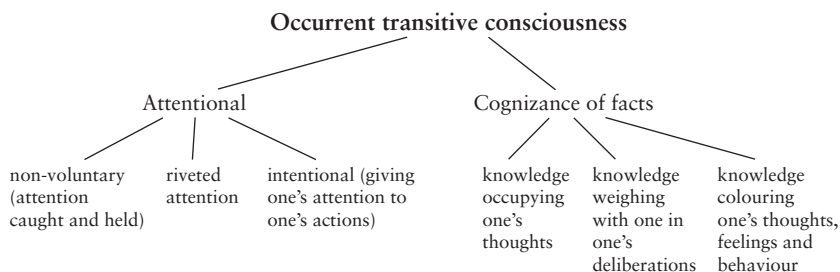 Occurrent transitive consciousness
Attentional
Cognizance of facts
non-voluntary
(attention
caught and held)
riveted
attention
intentional (giving
one's attention to
one's actions)
knowledge
occupying
one's
thoughts
knowledge
weighing
with one in
one's
deliberations
knowledge
colouring
one's thoughts,
feelings and
behaviour